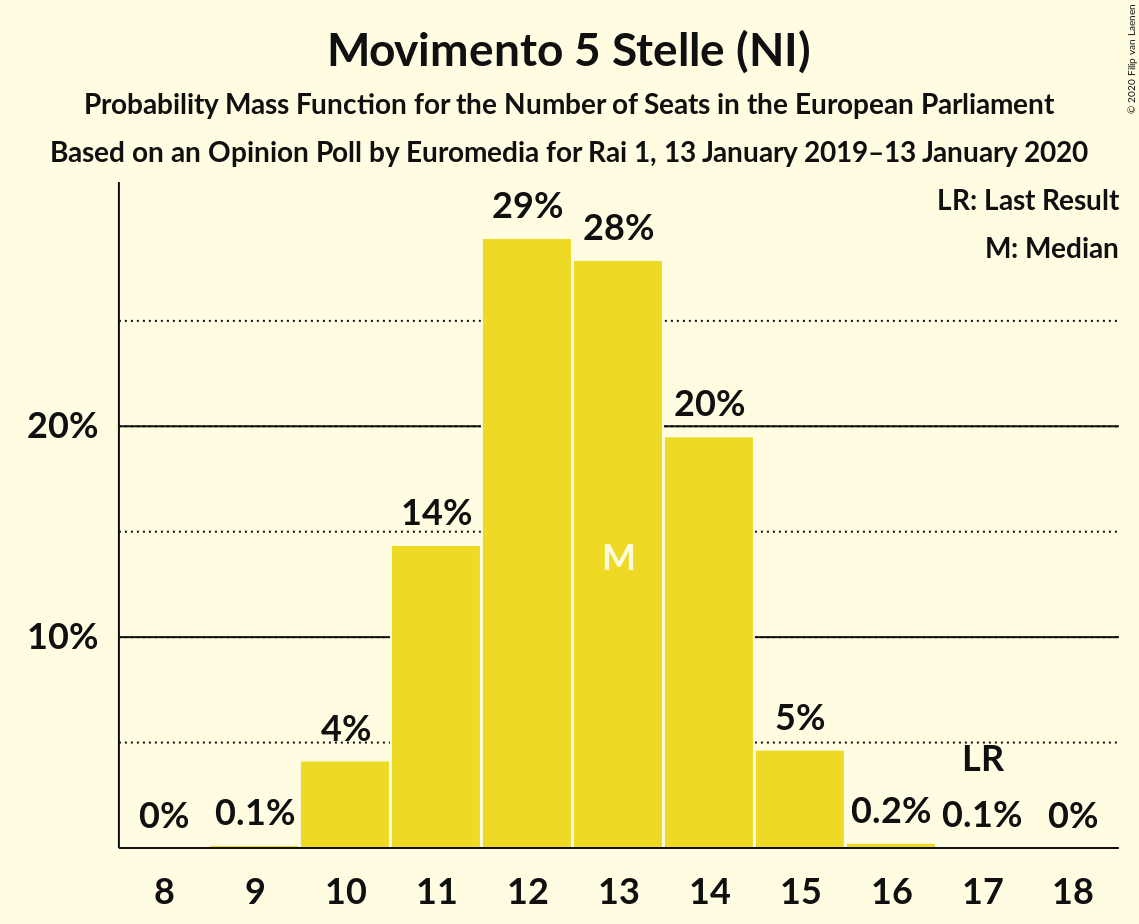 Movimento 5 Stelle (NI)
Probability Mass Function for the Number of Seats in the European Parliament
Based on an Opinion Poll by Euromedia for Rai 1, 13 January 2019–13 January 2020
© 2020 Filip van Laenen
LR: Last Result
M: Median
29%
28%
20%
20%
14%
M
10%
5%
4%
LR
0%
0.1%
0.2%
0.1%
0%
8 9 10 11 12 13 14 15 16 17 18